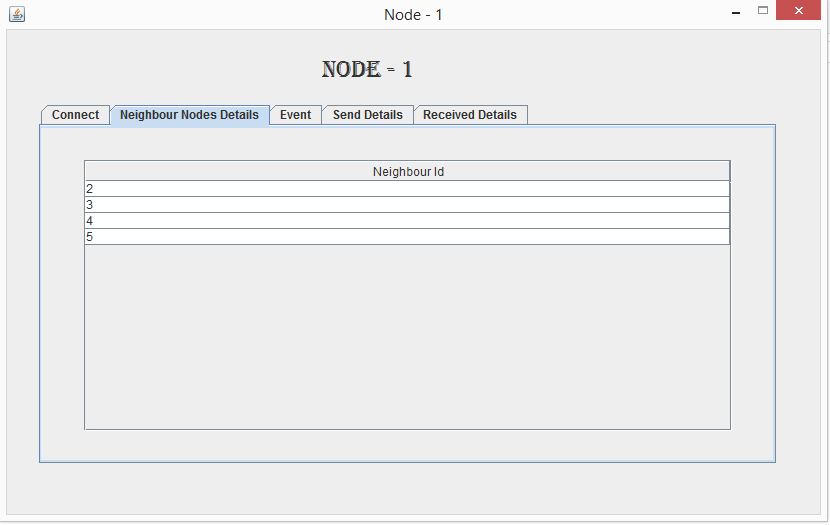 Node - 1
NODE - 1
Connect Neighbour Nodes Details Event Send Details Received Details
Neighbour Id
2
3
4
5